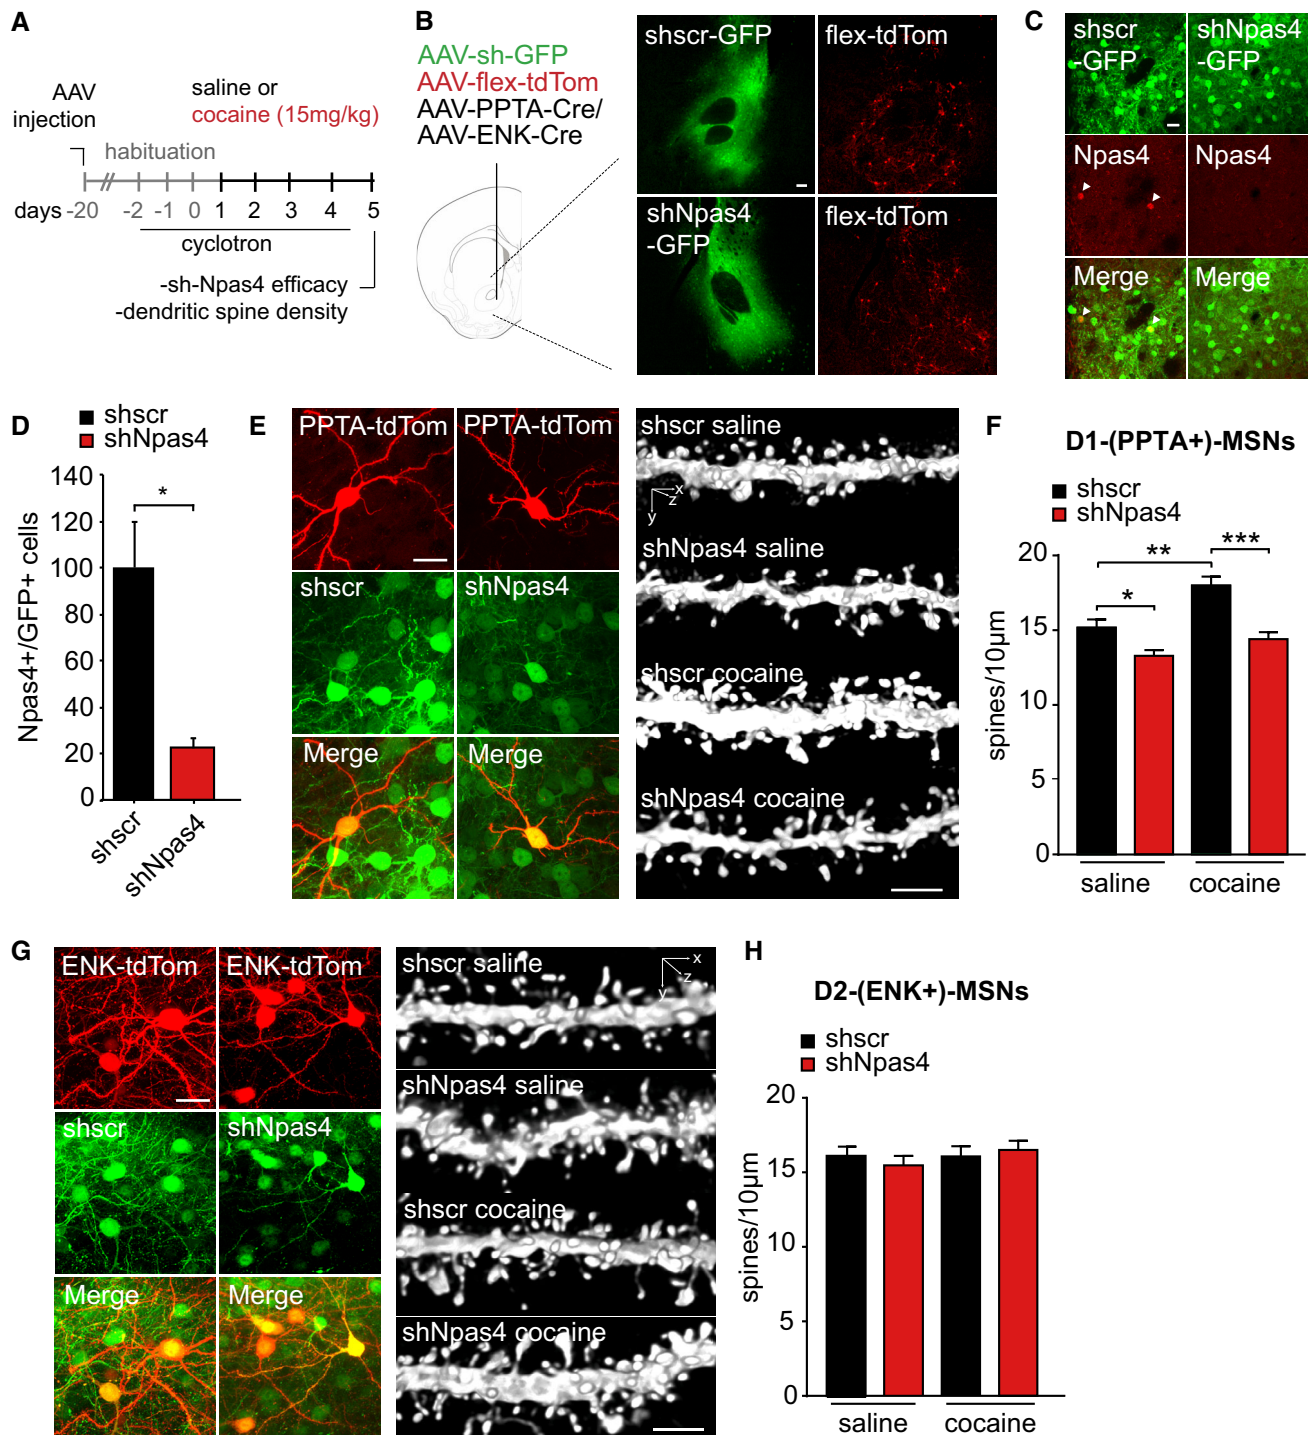 A
AAV
injection
saline or
cocaine (15mg/kg)
habituation
days -20 -2 -1 0 1 2 3 4 5
cyclotron
-sh-Npas4 efficacy
-dendritic spine density
B
AAV-sh-GFP
AAV-flex-tdTom
AAV-PPTA-Cre/
AAV-ENK-Cre
shscr-GFP
flex-tdTom
shNpas4
-GFP
flex-tdTom
C
shscr
-GFP
shNpas4
-GFP
Npas4
Npas4
Merge
Merge
D
shscr
shNpas4
Npas4+/GFP+ cells
140
120
100
80
60
40
20
0
*
shscr
shNpas4
E
PPTA-tdTom
PPTA-tdTom
shscr
shNpas4
Merge
Merge
shscr saline
x
z
y
shNpas4 saline
shscr cocaine
shNpas4 cocaine
F
D1-(PPTA+)-MSNs
shscr
shNpas4
spines/10µm
20
15
10
5
0
**
***
*
saline
cocaine
G
ENK-tdTom
ENK-tdTom
shscr
shNpas4
Merge
Merge
shscr saline
x
z
y
shNpas4 saline
shscr cocaine
shNpas4 cocaine
H
D2-(ENK+)-MSNs
shscr
shNpas4
spines/10µm
20
15
10
5
0
saline
cocaine